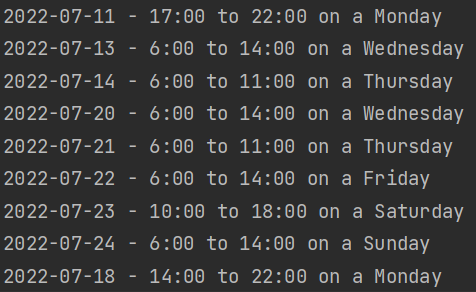 2022-07-11 - 17:00 to 22:00 on a Monday
2022-07-13 - 6:00 to 14:00 on a Wednesday
2022-07-14 - 6:00 to 11:00 on a Thursday
2022-07-20 - 6:00 to 14:00 on a Wednesday
2022-07-21 - 6:00 to 11:00 on a Thursday
2022-07-22 - 6:00 to 14:00 on a Friday
2022-07-23 - 10:00 to 18:00 on a Saturday
2022-07-24 - 6:00 to 14:00 on a Sunday
2022-07-18 - 14:00 to 22:00 on a Monday